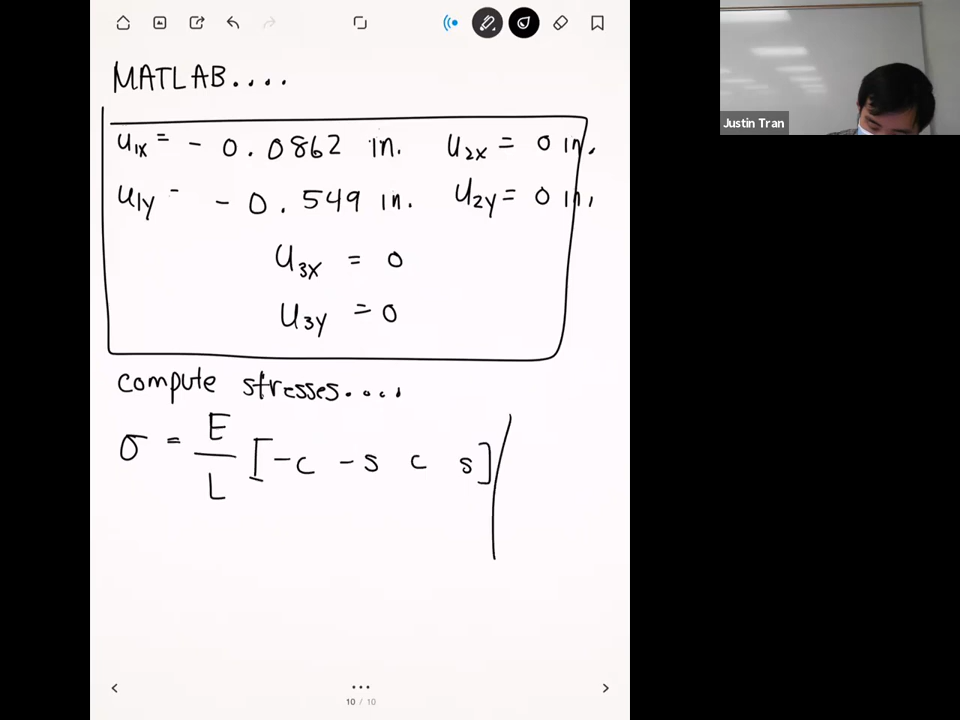 MATLAB....
u1x = - 0.0862 in. u2x = 0 in.
u1y = - 0.549 in. u2y = 0 in.
u3x = 0
u3y = 0
compute stresses....
σ = E/L [-c -s c s]
10 / 10
Justin Tran